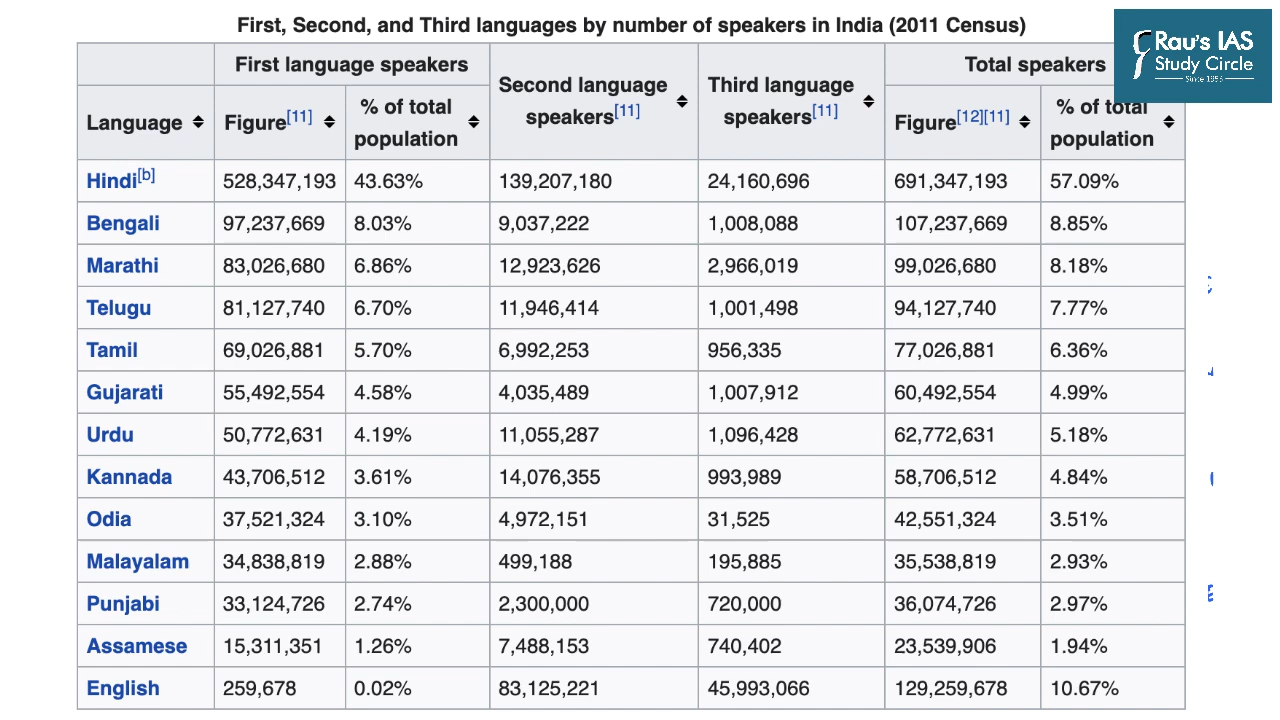 First, Second, and Third languages by number of speakers in India (2011 Census)
Rau's IAS
Study Circle
Since 1953
First language speakers
Total speakers
Language
Figure[11]
% of total population
Second language speakers[11]
Third language speakers[11]
Figure[12][11]
% of total population
Hindi[b] 528,347,193 43.63% 139,207,180 24,160,696 691,347,193 57.09%
Bengali 97,237,669 8.03% 9,037,222 1,008,088 107,237,669 8.85%
Marathi 83,026,680 6.86% 12,923,626 2,966,019 99,026,680 8.18%
Telugu 81,127,740 6.70% 11,946,414 1,001,498 94,127,740 7.77%
Tamil 69,026,881 5.70% 6,992,253 956,335 77,026,881 6.36%
Gujarati 55,492,554 4.58% 4,035,489 1,007,912 60,492,554 4.99%
Urdu 50,772,631 4.19% 11,055,287 1,096,428 62,772,631 5.18%
Kannada 43,706,512 3.61% 14,076,355 993,989 58,706,512 4.84%
Odia 37,521,324 3.10% 4,972,151 31,525 42,551,324 3.51%
Malayalam 34,838,819 2.88% 499,188 195,885 35,538,819 2.93%
Punjabi 33,124,726 2.74% 2,300,000 720,000 36,074,726 2.97%
Assamese 15,311,351 1.26% 7,488,153 740,402 23,539,906 1.94%
English 259,678 0.02% 83,125,221 45,993,066 129,259,678 10.67%